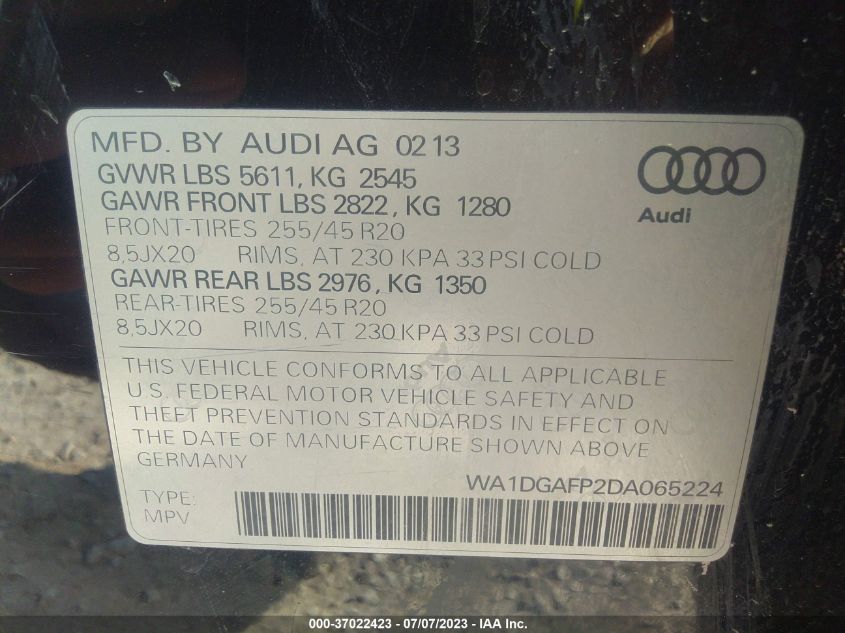 MFD. BY AUDI AG 02 13
GVWR LBS 5611, KG 2545
GAWR FRONT LBS 2822, KG 1280
FRONT-TIRES 255/45 R20
8,5JX20 RIMS, AT 230 KPA 33 PSI COLD
GAWR REAR LBS 2976, KG 1350
REAR-TIRES 255/45 R20
8,5JX20 RIMS, AT 230 KPA 33 PSI COLD
Audi
THIS VEHICLE CONFORMS TO ALL APPLICABLE
U.S. FEDERAL MOTOR VEHICLE SAFETY AND
THEFT PREVENTION STANDARDS IN EFFECT ON
THE DATE OF MANUFACTURE SHOWN ABOVE
GERMANY
WA1DGAFP2DA065224
TYPE:
MPV
000-37022423 - 07/07/2023 - IAA Inc.